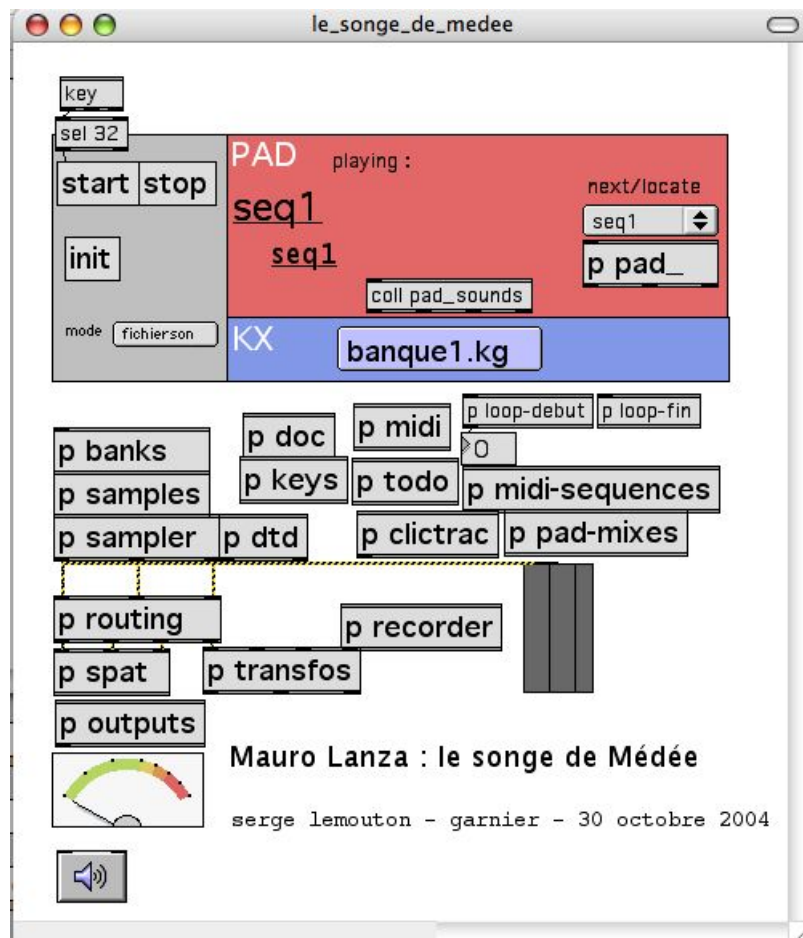 le_songe_de_medee
key
sel 32
start stop
init
mode fichierson
PAD playing :
seq1
seq1
next/locate
seq1
p pad_
coll pad_sounds
KX
banque1.kg
p loop-debut p loop-fin
0
p banks
p doc
p midi
p samples
p keys
p todo
p midi-sequences
p sampler
p dtd
p clictrac
p pad-mixes
p routing
p recorder
p spat
p transfos
p outputs
Mauro Lanza : le songe de Médée
serge lemouton - garnier - 30 octobre 2004